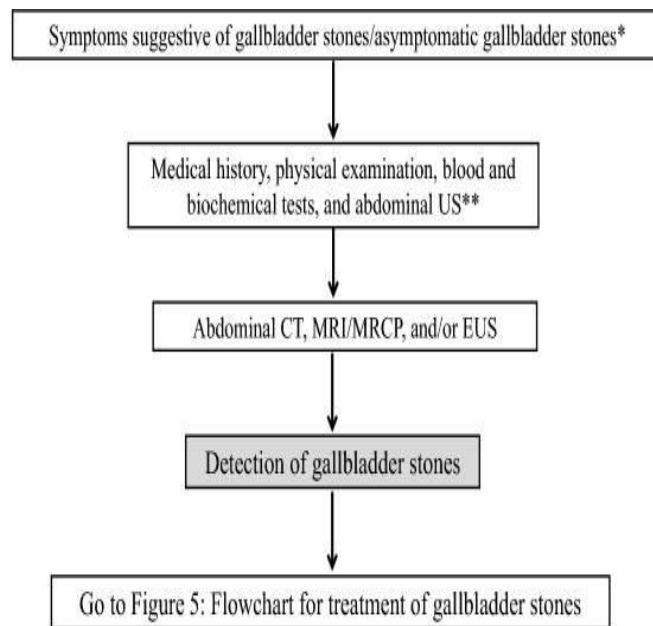 Symptoms suggestive of gallbladder stones/asymptomatic gallbladder stones*
Medical history, physical examination, blood and
biochemical tests, and abdominal US**
Abdominal CT, MRI/MRCP, and/or EUS
Detection of gallbladder stones
Go to Figure 5: Flowchart for treatment of gallbladder stones